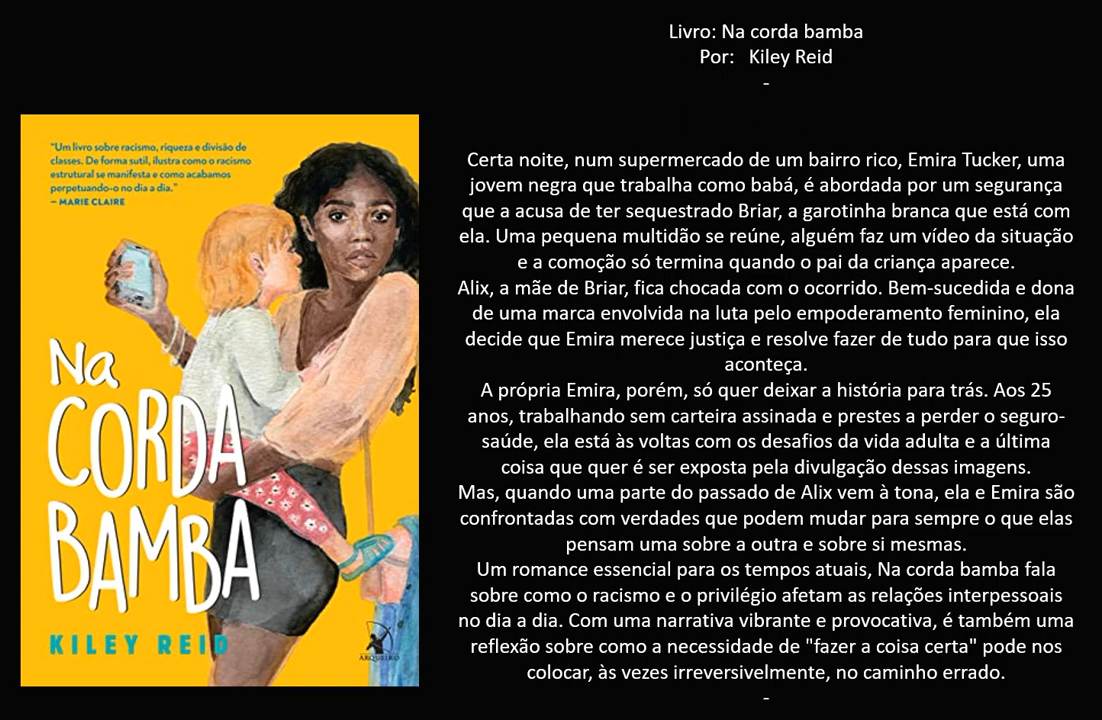 Livro: Na corda bamba
Por: Kiley Reid
-
"Um livro sobre racismo, riqueza e divisão de
classes. De forma sutil, ilustra como o racismo
estrutural se manifesta e como acabamos
perpetuando-o no dia a dia."
— MARIE CLAIRE
Na
CORDA
BAMBA
KILEY REID
ARQUEIRO
Certa noite, num supermercado de um bairro rico, Emira Tucker, uma
jovem negra que trabalha como babá, é abordada por um segurança
que a acusa de ter sequestrado Briar, a garotinha branca que está com
ela. Uma pequena multidão se reúne, alguém faz um vídeo da situação
e a comoção só termina quando o pai da criança aparece.
Alix, a mãe de Briar, fica chocada com o ocorrido. Bem-sucedida e dona
de uma marca envolvida na luta pelo empoderamento feminino, ela
decide que Emira merece justiça e resolve fazer de tudo para que isso
aconteça.
A própria Emira, porém, só quer deixar a história para trás. Aos 25
anos, trabalhando sem carteira assinada e prestes a perder o seguro-
saúde, ela está às voltas com os desafios da vida adulta e a última
coisa que quer é ser exposta pela divulgação dessas imagens.
Mas, quando uma parte do passado de Alix vem à tona, ela e Emira são
confrontadas com verdades que podem mudar para sempre o que elas
pensam uma sobre a outra e sobre si mesmas.
Um romance essencial para os tempos atuais, Na corda bamba fala
sobre como o racismo e o privilégio afetam as relações interpessoais
no dia a dia. Com uma narrativa vibrante e provocativa, é também uma
reflexão sobre como a necessidade de "fazer a coisa certa" pode nos
colocar, às vezes irreversivelmente, no caminho errado.
-